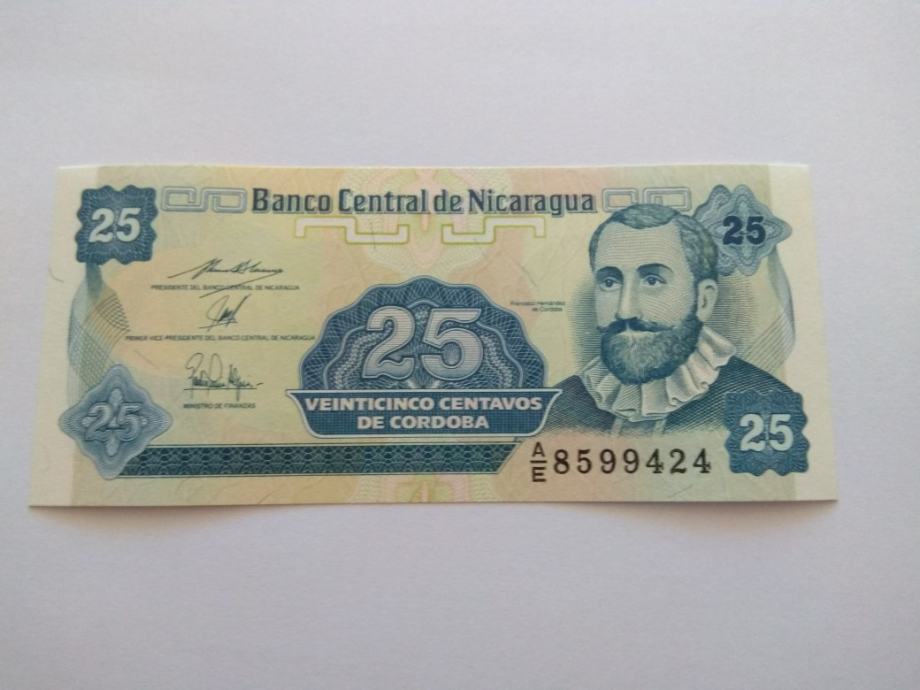 Banco Central de Nicaragua
25
25
PRESIDENTE DEL BANCO CENTRAL DE NICARAGUA
Francisco Hernández
de Córdoba
PRIMER VICE-PRESIDENTE DEL BANCO CENTRAL DE NICARAGUA
25
MINISTRO DE FINANZAS
VEINTICINCO CENTAVOS
DE CORDOBA
25
25
A/E 8599424